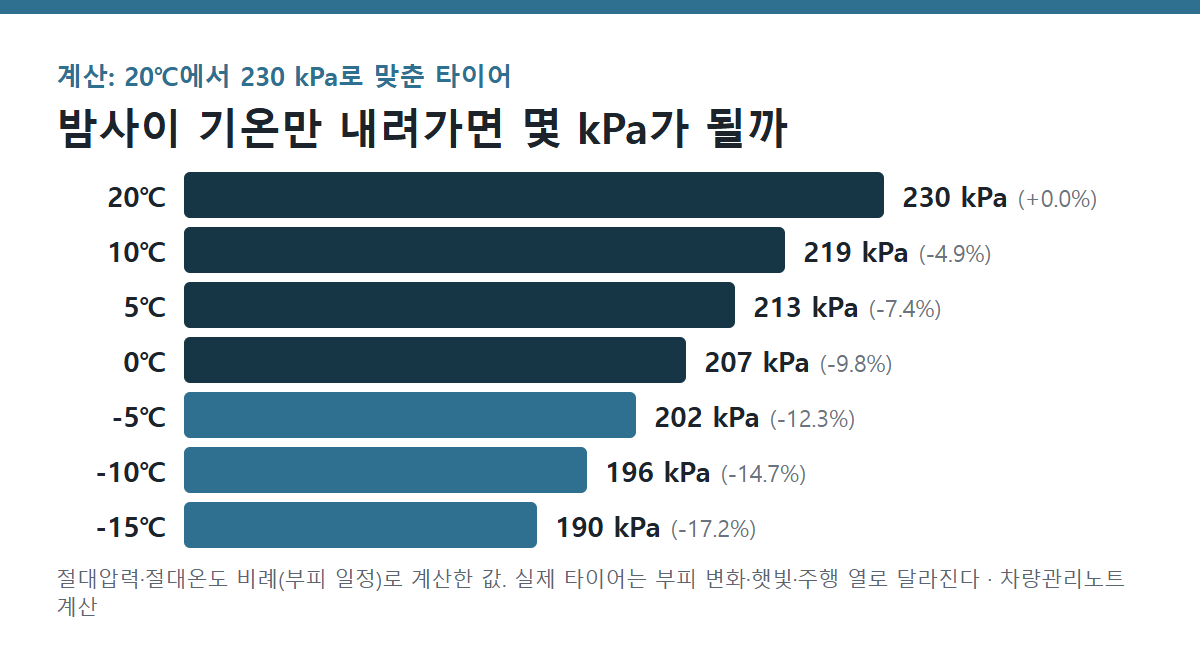 계산: 20℃에서 230 kPa로 맞춘 타이어
밤사이 기온만 내려가면 몇 kPa가 될까
20℃ 230 kPa (+0.0%)
10℃ 219 kPa (-4.9%)
5℃ 213 kPa (-7.4%)
0℃ 207 kPa (-9.8%)
-5℃ 202 kPa (-12.3%)
-10℃ 196 kPa (-14.7%)
-15℃ 190 kPa (-17.2%)
절대압력·절대온도 비례(부피 일정)로 계산한 값. 실제 타이어는 부피 변화·햇빛·주행 열로 달라진다 · 차량관리노트
계산